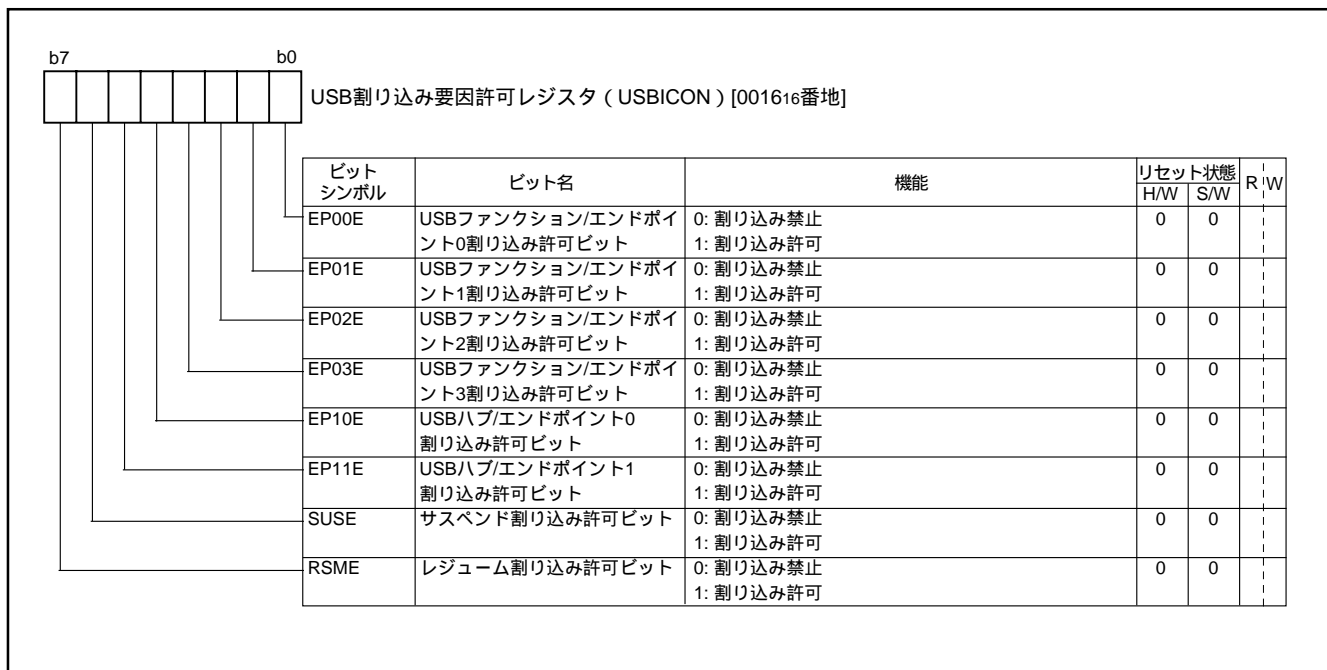 b7 b0
USB割り込み要因許可レジスタ（USBICON）[001616番地]
ビット
シンボル
ビット名
機能
リセット状態
H/W S/W
R W
EP00E USBファンクション/エンドポイ 0: 割り込み禁止 0 0
ント0割り込み許可ビット 1: 割り込み許可
EP01E USBファンクション/エンドポイ 0: 割り込み禁止 0 0
ント1割り込み許可ビット 1: 割り込み許可
EP02E USBファンクション/エンドポイ 0: 割り込み禁止 0 0
ント2割り込み許可ビット 1: 割り込み許可
EP03E USBファンクション/エンドポイ 0: 割り込み禁止 0 0
ント3割り込み許可ビット 1: 割り込み許可
EP10E USBハブ/エンドポイント0 0: 割り込み禁止 0 0
割り込み許可ビット 1: 割り込み許可
EP11E USBハブ/エンドポイント1 0: 割り込み禁止 0 0
割り込み許可ビット 1: 割り込み許可
SUSE サスペンド割り込み許可ビット 0: 割り込み禁止 0 0
1: 割り込み許可
RSME レジューム割り込み許可ビット 0: 割り込み禁止 0 0
1: 割り込み許可